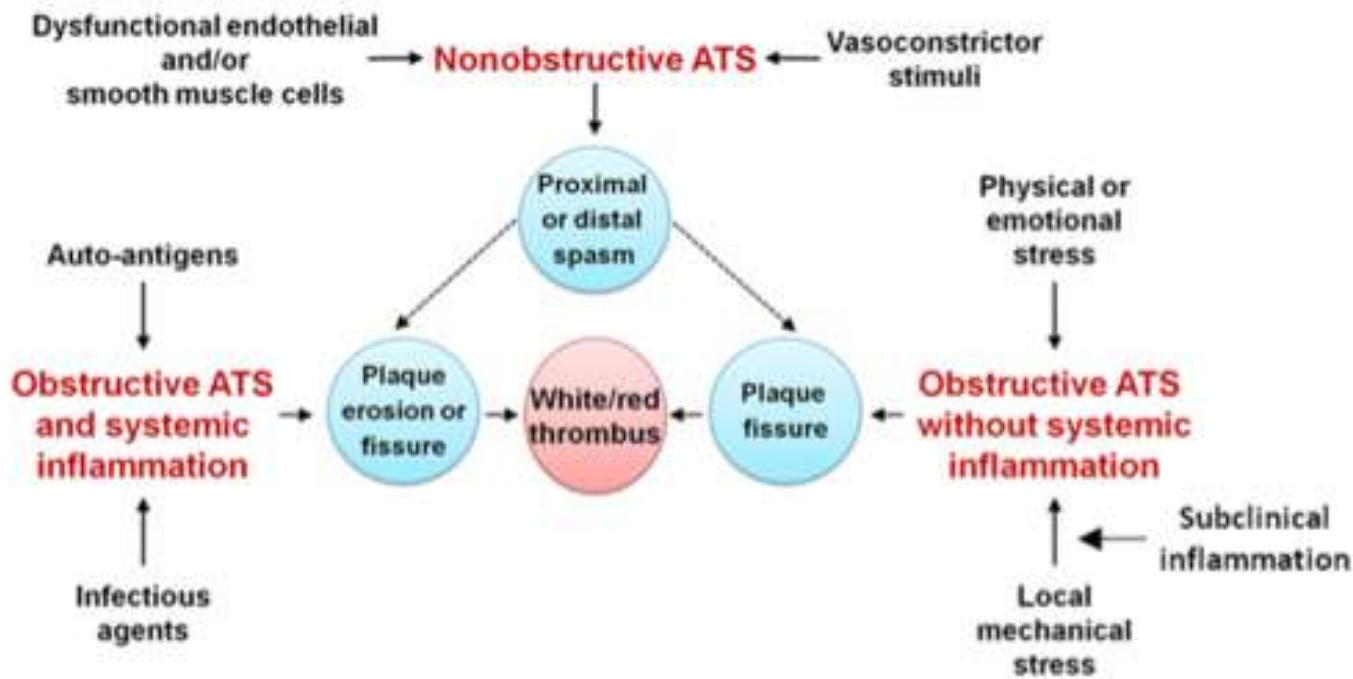 Dysfunctional endothelial
and/or
smooth muscle cells
Nonobstructive ATS
Vasoconstrictor
stimuli
Proximal
or distal
spasm
Physical or
emotional
stress
Auto-antigens
Obstructive ATS
and systemic
inflammation
Plaque
erosion or
fissure
White/red
thrombus
Plaque
fissure
Obstructive ATS
without systemic
inflammation
Subclinical
inflammation
Infectious
agents
Local
mechanical
stress